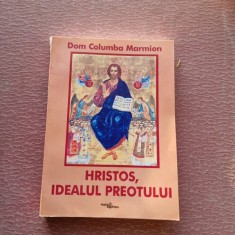 Dom Columba Marmion
HRISTOS,
IDEALUL PREOTULUI